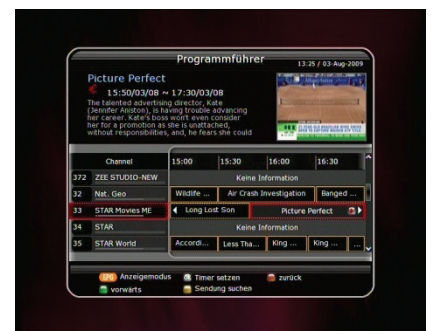 Programmführer
13:25 / 03-Aug-2009
Picture Perfect
15:50/03/08 ~ 17:30/03/08
The talented advertising director, Kate
(Jennifer Aniston), is having trouble advancing
her career. Kate's boss won't even consider
her for a promotion as she is unattached,
without responsibilities, and, he fears she could
Channel 15:00 15:30 16:00 16:30
372 ZEE STUDIO-NEW Keine Information
32 Nat. Geo Wildlife ... Air Crash Investigation Banged ...
33 STAR Movies ME Long Lost Son Picture Perfect
34 STAR Keine Information
35 STAR World Accordi... Less Tha... King ... King ... ...
EPG Anzeigemodus Timer setzen zurück
vorwärts Sendung suchen